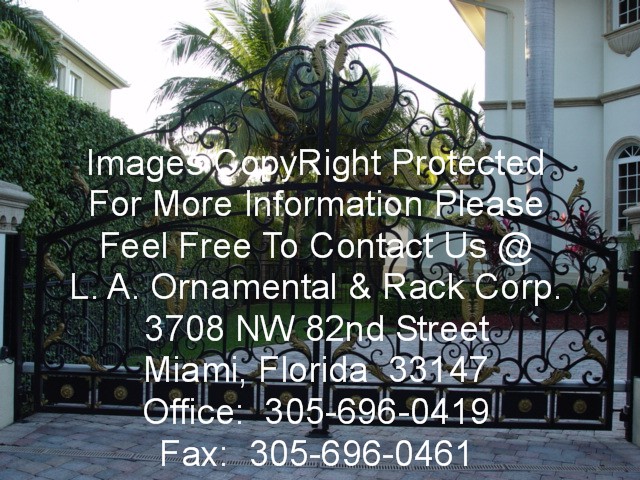 Images CopyRight Protected
For More Information Please
Feel Free To Contact Us @
L. A. Ornamental & Rack Corp.
3708 NW 82nd Street
Miami, Florida  33147
Office:  305-696-0419
Fax:  305-696-0461